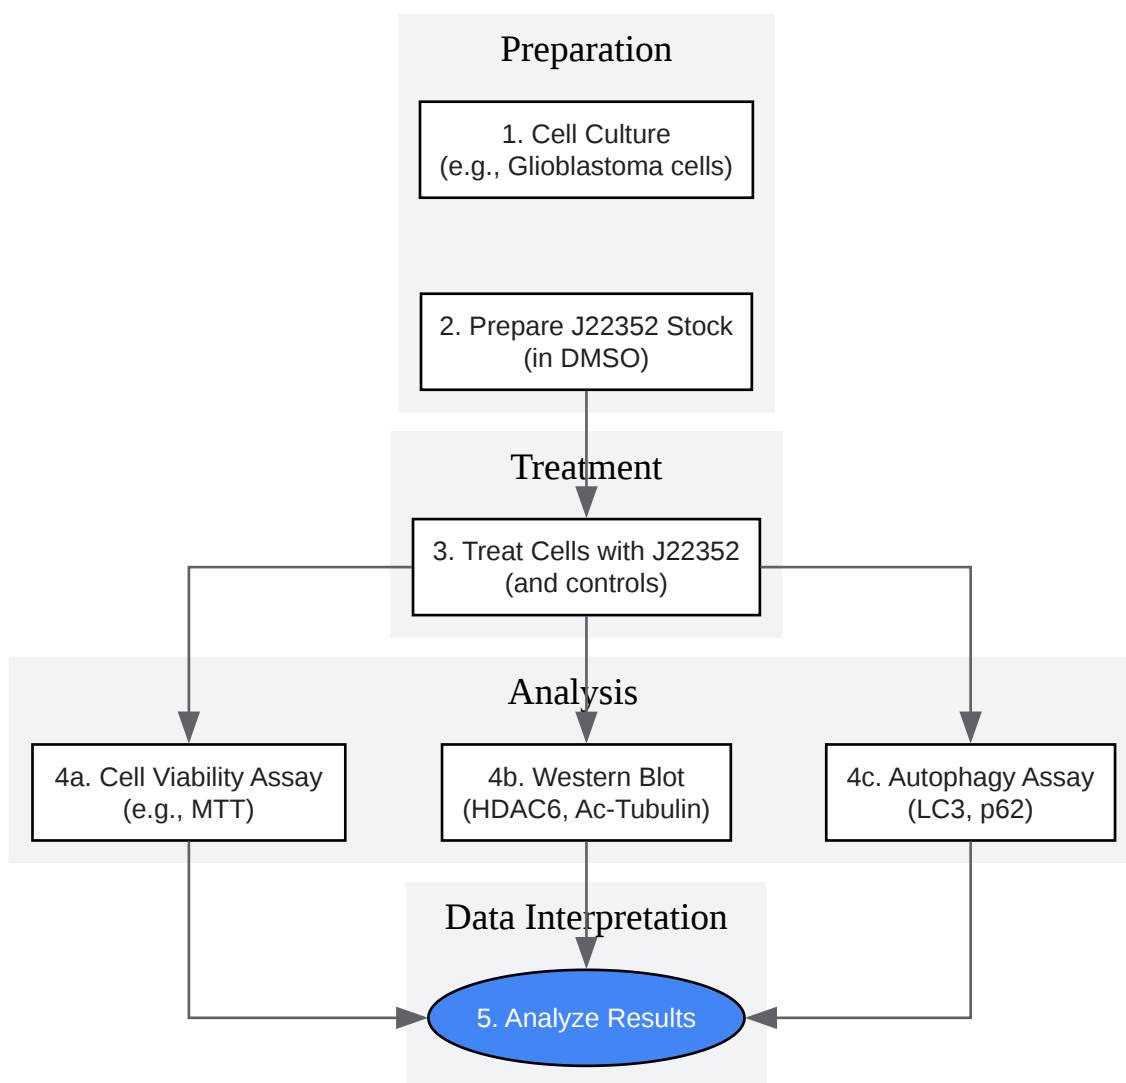 Preparation
1. Cell Culture
(e.g., Glioblastoma cells)
2. Prepare J22352 Stock
(in DMSO)
Treatment
3. Treat Cells with J22352
(and controls)
Analysis
4a. Cell Viability Assay
(e.g., MTT)
4b. Western Blot
(HDAC6, Ac-Tubulin)
4c. Autophagy Assay
(LC3, p62)
Data Interpretation
5. Analyze Results